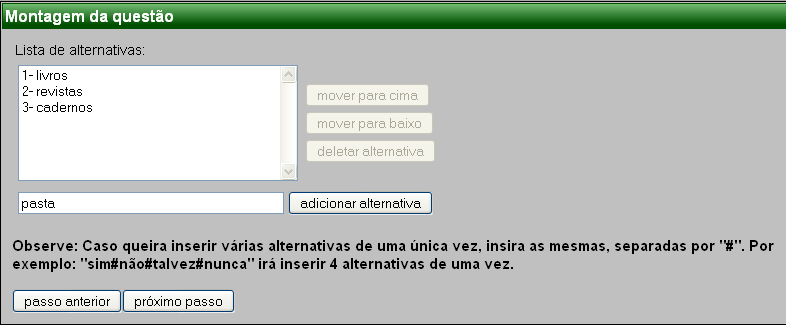 Montagem da questão
Lista de alternativas:
1- livros
2- revistas
3- cadernos
mover para cima
mover para baixo
deletar alternativa
pasta
adicionar alternativa
Observe: Caso queira inserir várias alternativas de uma única vez, insira as mesmas, separadas por "#". Por
exemplo: "sim#não#talvez#nunca" irá inserir 4 alternativas de uma vez.
passo anterior
próximo passo